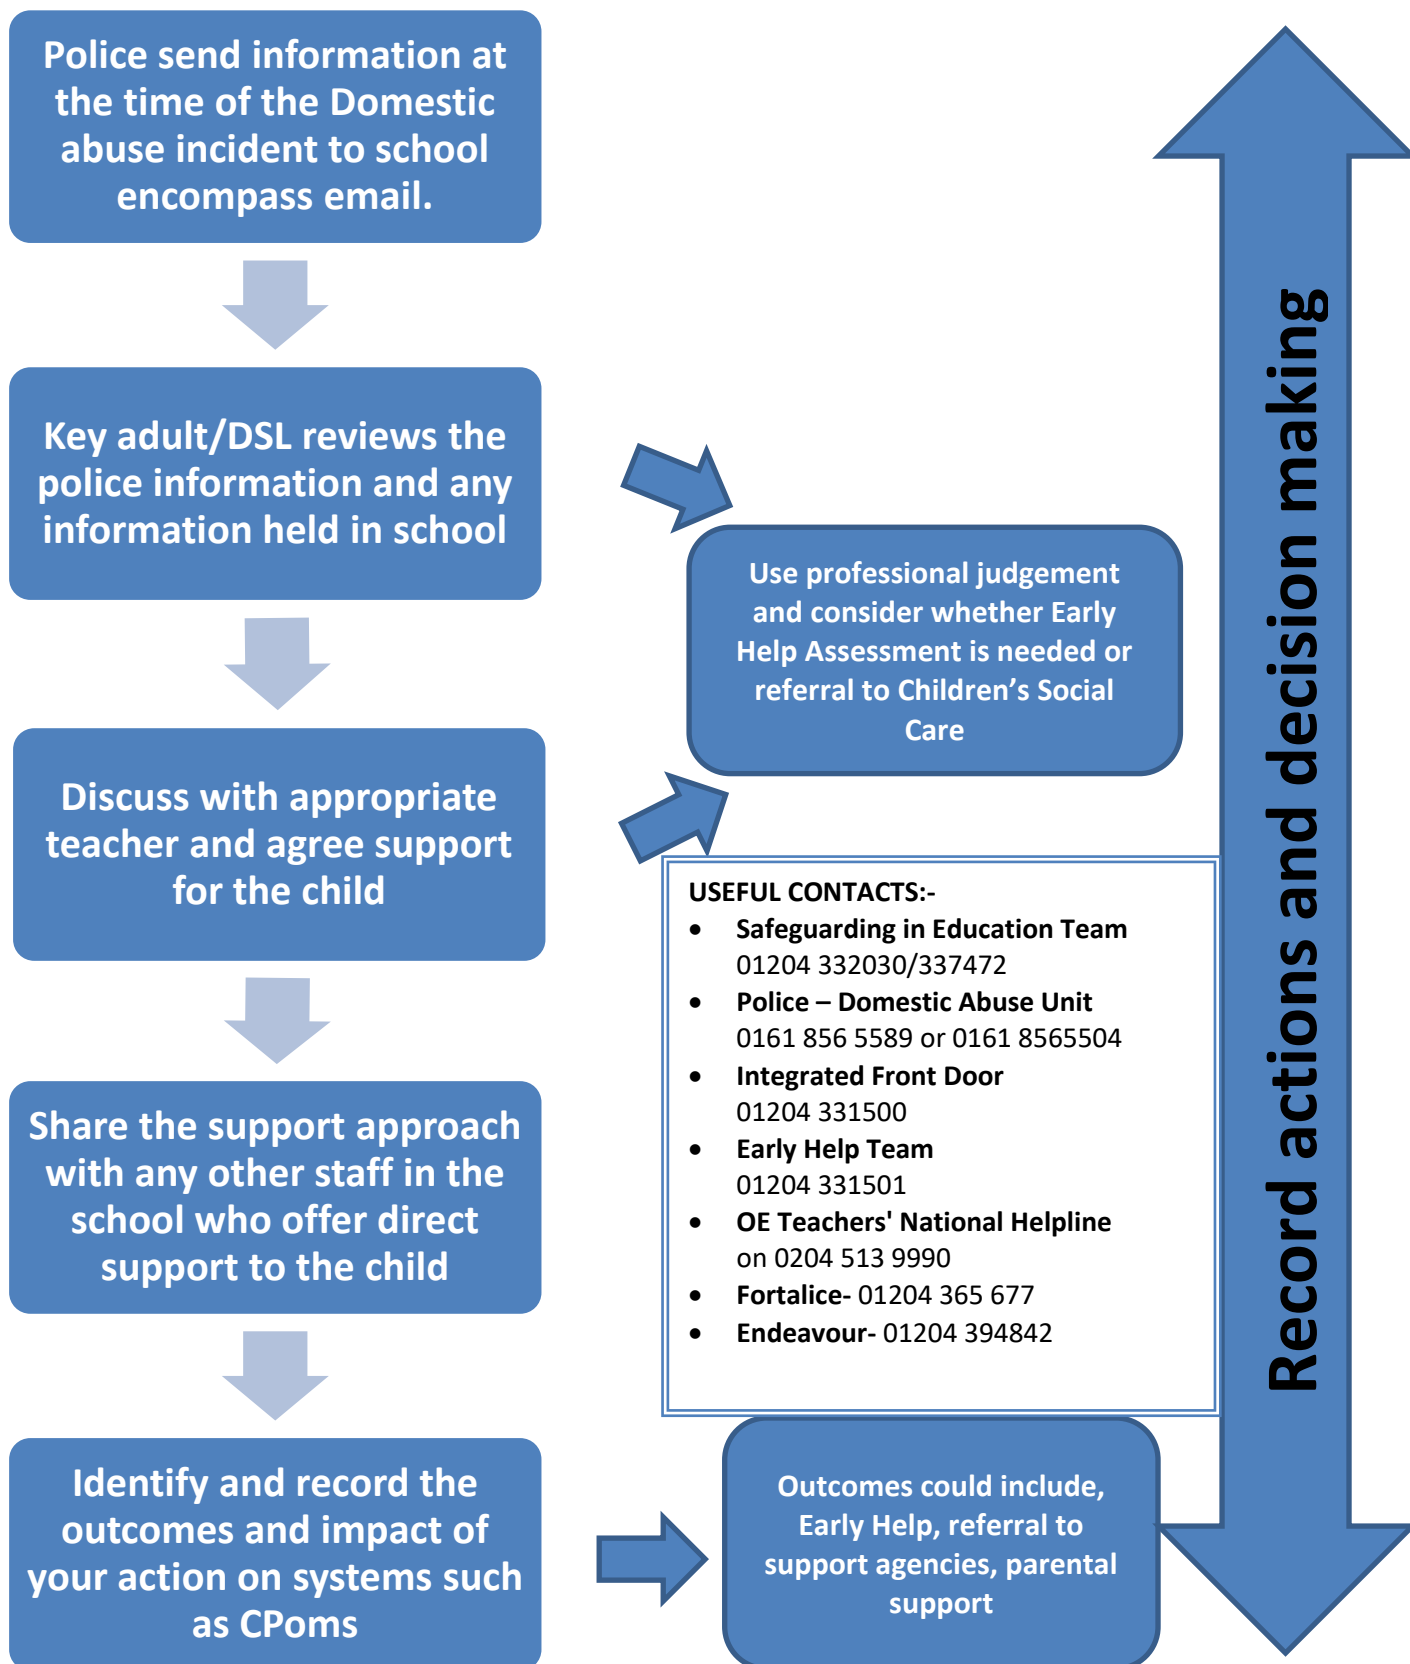 Police send information at
the time of the Domestic
abuse incident to school
encompass email.
Key adult/DSL reviews the
police information and any
information held in school
Use professional judgement
and consider whether Early
Help Assessment is needed or
referral to Children’s Social
Care
Discuss with appropriate
teacher and agree support
for the child
USEFUL CONTACTS:-
• Safeguarding in Education Team
01204 332030/337472
• Police – Domestic Abuse Unit
0161 856 5589 or 0161 8565504
• Integrated Front Door
01204 331500
• Early Help Team
01204 331501
• OE Teachers' National Helpline
on 0204 513 9990
• Fortalice- 01204 365 677
• Endeavour- 01204 394842
Share the support approach
with any other staff in the
school who offer direct
support to the child
Identify and record the
outcomes and impact of
your action on systems such
as CPoms
Outcomes could include,
Early Help, referral to
support agencies, parental
support
Record actions and decision making